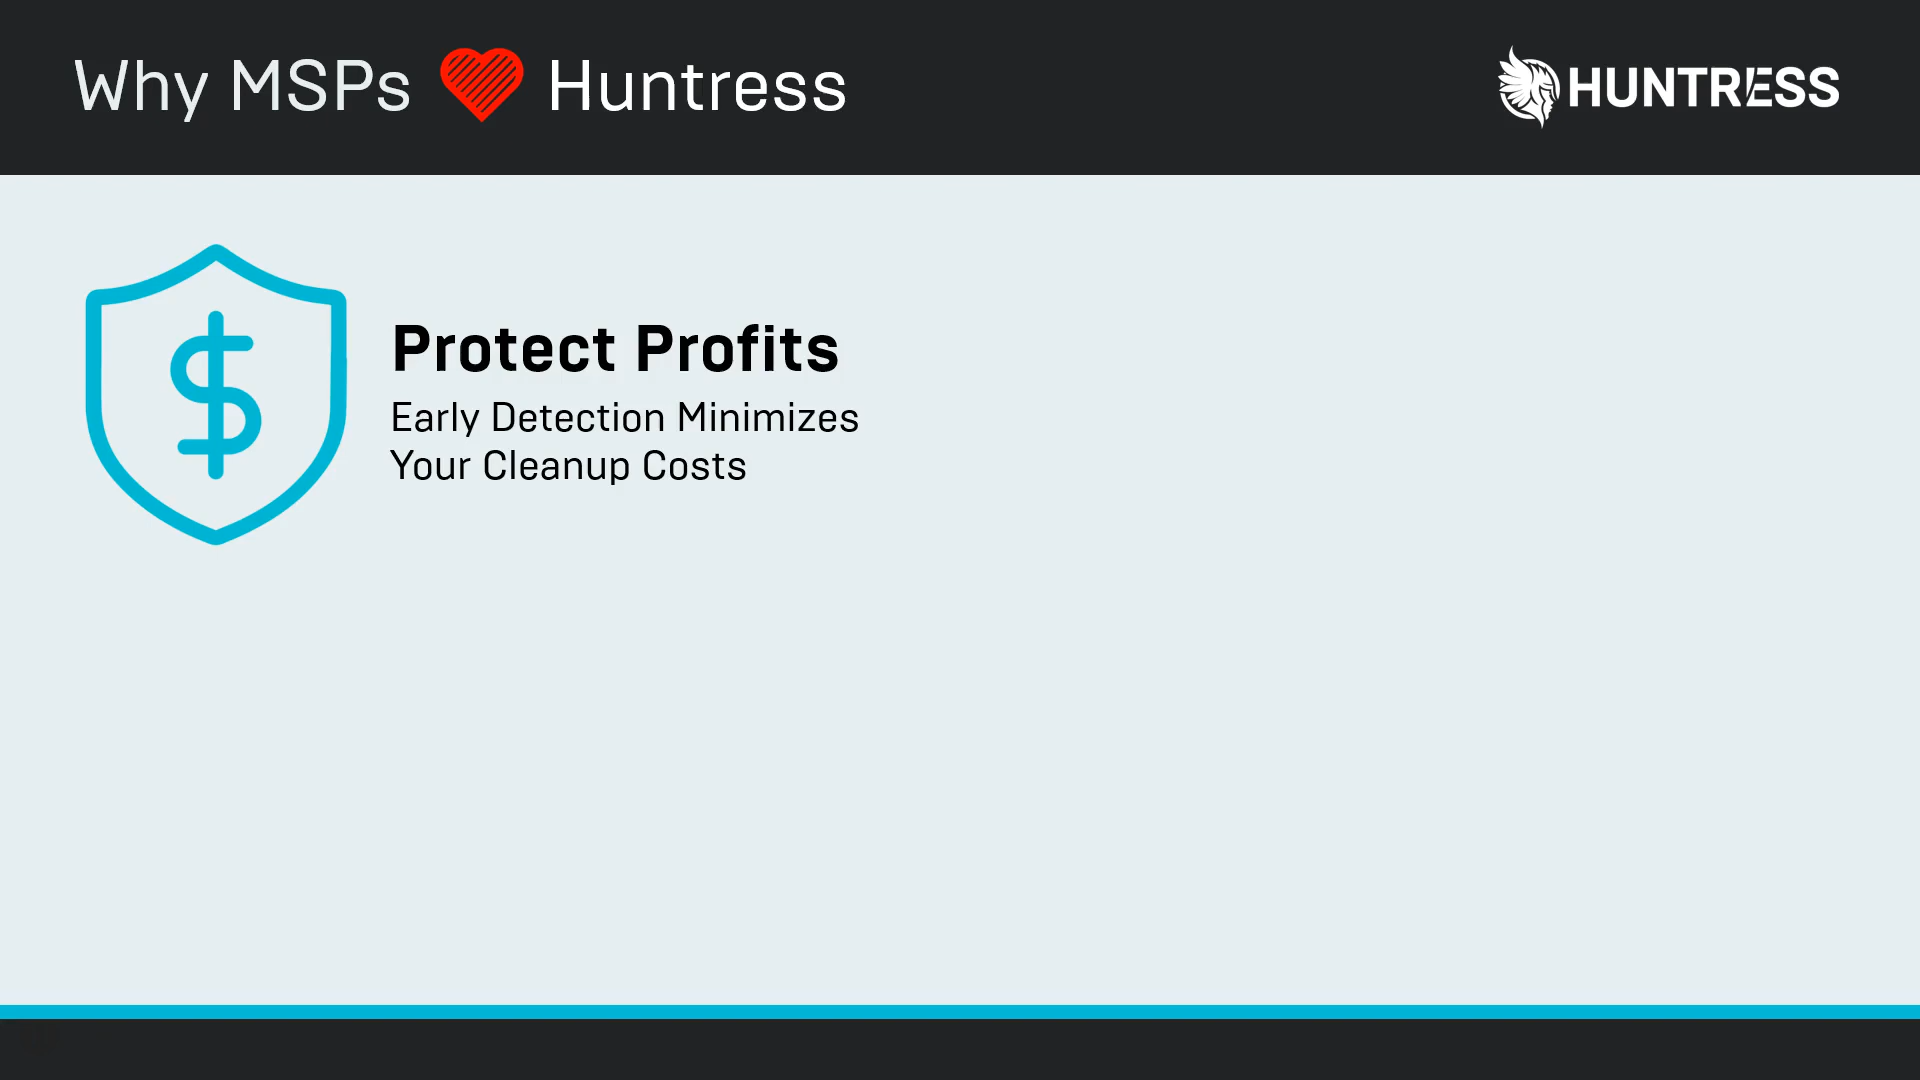 Why MSPs Huntress
HUNTRESS
$
Protect Profits
Early Detection Minimizes
Your Cleanup Costs